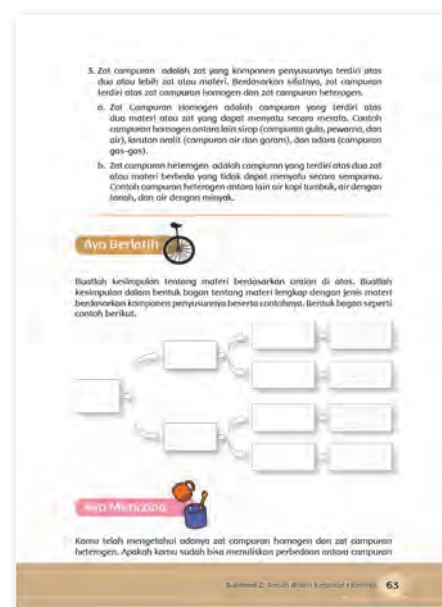 3. Zat campuran adalah zat yang komponen penyusunnya terdiri atas
dua atau lebih zat atau materi. Berdasarkan sifatnya, zat campuran
terdiri atas zat campuran homogen dan zat campuran heterogen.
a. Zat Campuran Homogen adalah campuran yang terdiri atas
dua materi atau zat yang dapat menyatu secara merata. Contoh
campuran homogen antara lain sirop (campuran gula, pewarna, dan
air), larutan oralit (campuran air dan garam), dan udara (campuran
gas-gas).
b. Zat campuran heterogen adalah campuran yang terdiri atas dua zat
atau materi berbeda yang tidak dapat menyatu secara sempurna.
Contoh campuran heterogen antara lain air kopi tumbuk, air dengan
tanah, dan air dengan minyak.
Ayo Berlatih
Buatlah kesimpulan tentang materi berdasarkan uraian di atas. Buatlah
kesimpulan dalam bentuk bagan tentang materi lengkap dengan jenis materi
berdasarkan komponen penyusunnya beserta contohnya. Bentuk bagan seperti
contoh berikut.
Ayo Mencoba
Kamu telah mengetahui adanya zat campuran homogen dan zat campuran
heterogen. Apakah kamu sudah bisa menuliskan perbedaan antara campuran
Subtema 2: Benda dalam Kegiatan Ekonomi 63